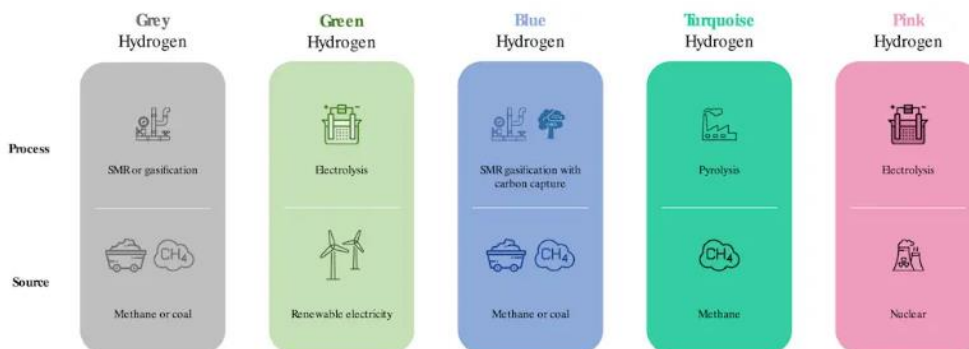 Grey
Hydrogen
Green
Hydrogen
Blue
Hydrogen
Turquoise
Hydrogen
Pink
Hydrogen
Process
SMR or gasification
Electrolysis
SMR gasification with
carbon capture
Pyrolysis
Electrolysis
Source
CH4
CH4
CH4
Methane or coal
Renewable electricity
Methane or coal
Methane
Nuclear